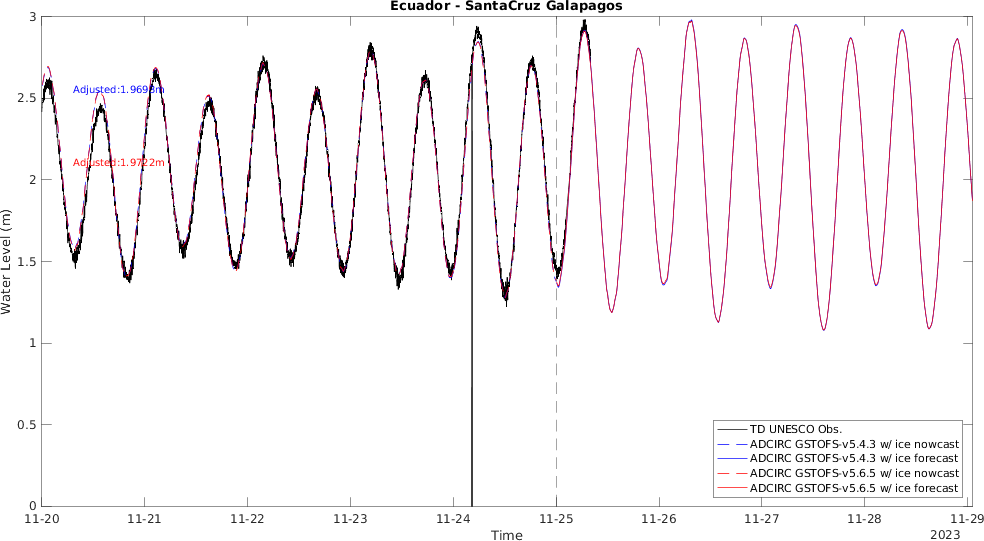 Ecuador - SantaCruz Galapagos
3
2.5
2
1.5
1
0.5
0
Water Level (m)
Adjusted:1.9693m
Adjusted:1.9722m
TD UNESCO Obs.
ADCIRC GSTOFS-v5.4.3 w/ ice nowcast
ADCIRC GSTOFS-v5.4.3 w/ ice forecast
ADCIRC GSTOFS-v5.6.5 w/ ice nowcast
ADCIRC GSTOFS-v5.6.5 w/ ice forecast
11-20 11-21 11-22 11-23 11-24 11-25 11-26 11-27 11-28 11-29
Time
2023